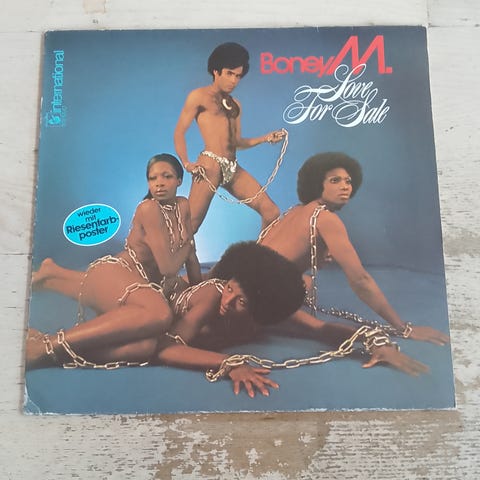 international
Boney M.
Love
For Sale
wieder
mit
Riesenfarb-
poster